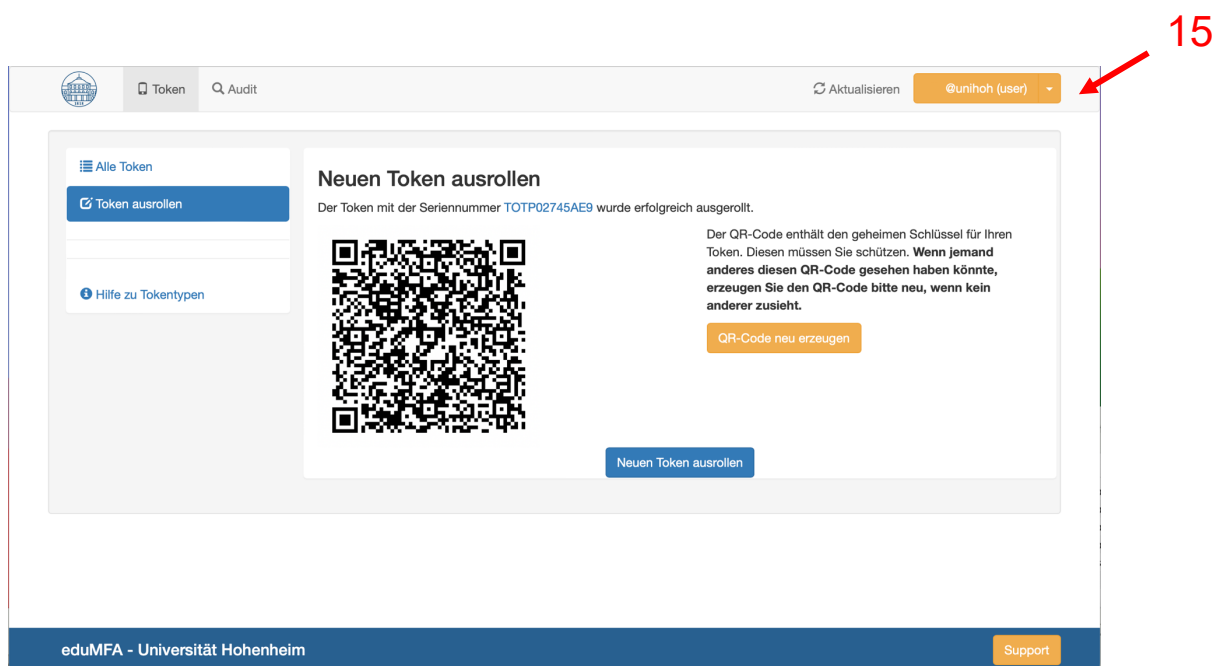 15
Token
Audit
Aktualisieren
@unihoh (user)
Alle Token
Token ausrollen
Hilfe zu Tokentypen
Neuen Token ausrollen
Der Token mit der Seriennummer TOTP02745AE9 wurde erfolgreich ausgerollt.
Der QR-Code enthält den geheimen Schlüssel für Ihren
Token. Diesen müssen Sie schützen. Wenn jemand
anderes diesen QR-Code gesehen haben könnte,
erzeugen Sie den QR-Code bitte neu, wenn kein
anderer zusieht.
QR-Code neu erzeugen
Neuen Token ausrollen
eduMFA - Universität Hohenheim
Support